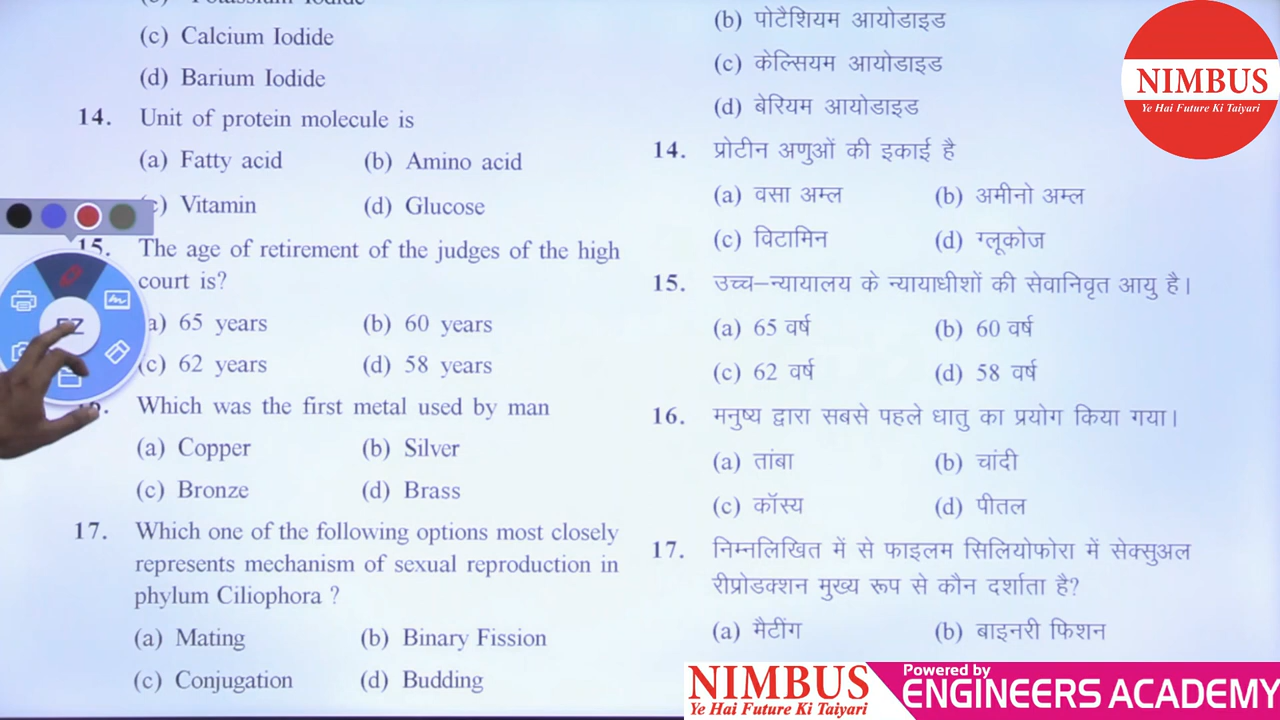 (c) Calcium Iodide
(d) Barium Iodide
14. Unit of protein molecule is
(a) Fatty acid (b) Amino acid
c) Vitamin (d) Glucose
15. The age of retirement of the judges of the high
court is?
a) 65 years (b) 60 years
(c) 62 years (d) 58 years
Which was the first metal used by man
(a) Copper (b) Silver
(c) Bronze (d) Brass
17. Which one of the following options most closely
represents mechanism of sexual reproduction in
phylum Ciliophora ?
(a) Mating (b) Binary Fission
(c) Conjugation (d) Budding
(b) पोटैशियम आयोडाइड
(c) केल्सियम आयोडाइड
(d) बेरियम आयोडाइड
14. प्रोटीन अणुओं की इकाई है
(a) वसा अम्ल (b) अमीनो अम्ल
(c) विटामिन (d) ग्लूकोज
15. उच्च–न्यायालय के न्यायाधीशों की सेवानिवृत आयु है।
(a) 65 वर्ष (b) 60 वर्ष
(c) 62 वर्ष (d) 58 वर्ष
16. मनुष्य द्वारा सबसे पहले धातु का प्रयोग किया गया।
(a) तांबा (b) चांदी
(c) कॉस्य (d) पीतल
17. निम्नलिखित में से फाइलम सिलियोफोरा में सेक्सुअल
रीप्रोडक्शन मुख्य रूप से कौन दर्शाता है?
(a) मैटींग (b) बाइनरी फिशन
NIMBUS
Ye Hai Future Ki Taiyari
NIMBUS
Ye Hai Future Ki Taiyari
Powered by
ENGINEERS ACADEMY